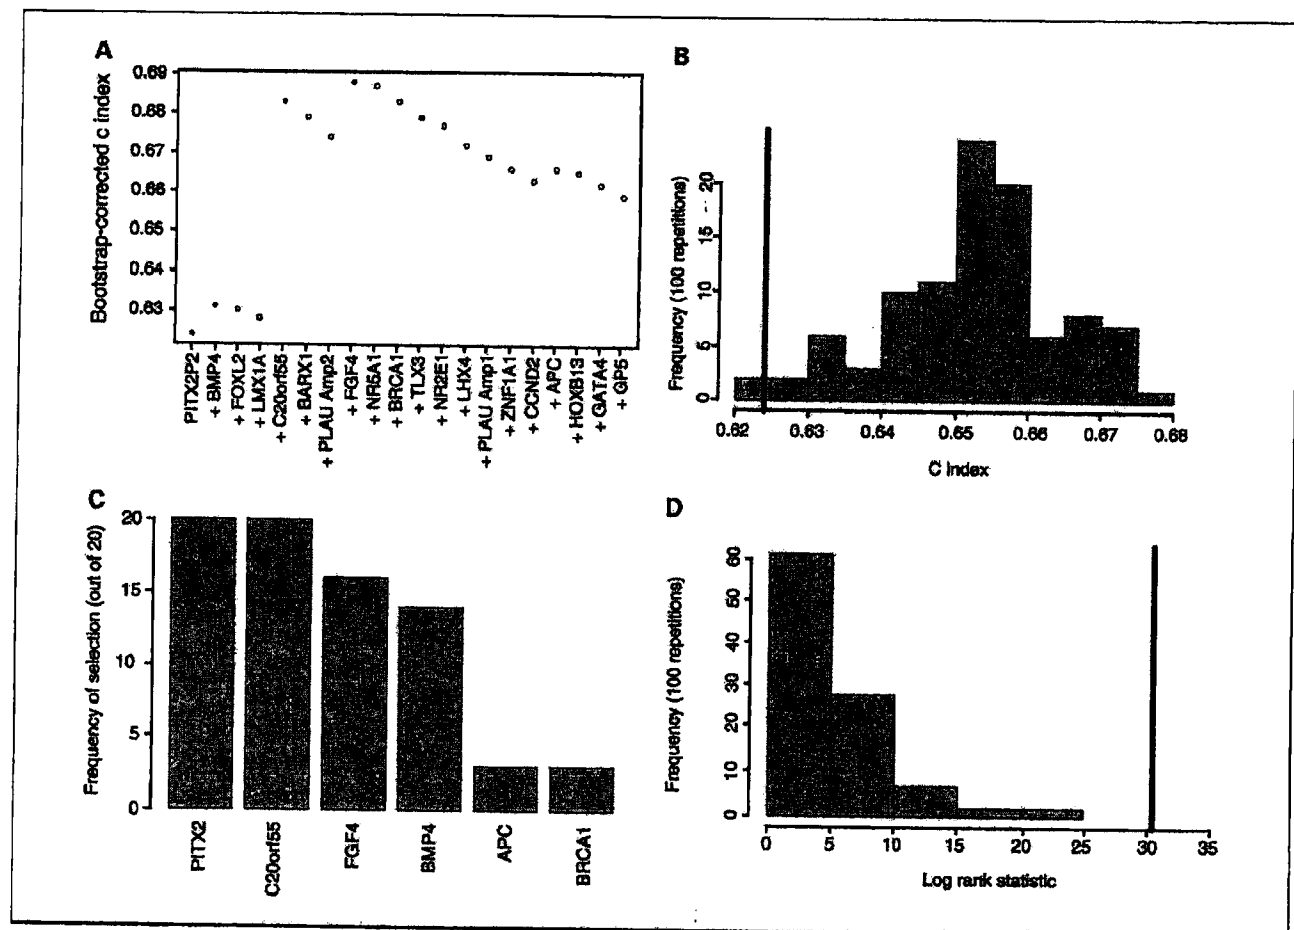 A
Bootstrap-corrected c index
0.69
0.68
0.67
0.66
0.65
0.64
0.63
PITX2P2
+ BMP4
+ FOXL2
+ LMX1A
+ C20orf55
+ BARX1
+ PLAU Amp2
+ FGF4
+ NR5A1
+ BRCA1
+ TLX3
+ NR2E1
+ LHX4
+ PLAU Amp1
+ ZNF1A1
+ CCND2
+ APC
+ HOXB13
+ GATA4
+ GP5
B
Frequency (100 repetitions)
20
15
10
5
0
0.62
0.63
0.64
0.65
0.66
0.67
0.68
C Index
C
Frequency of selection (out of 20)
20
15
10
5
0
PITX2
C20orf55
FGF4
BMP4
APC
BRCA1
D
Frequency (100 repetitions)
60
50
40
30
20
10
0
0
5
10
15
20
25
30
35
Log rank statistic